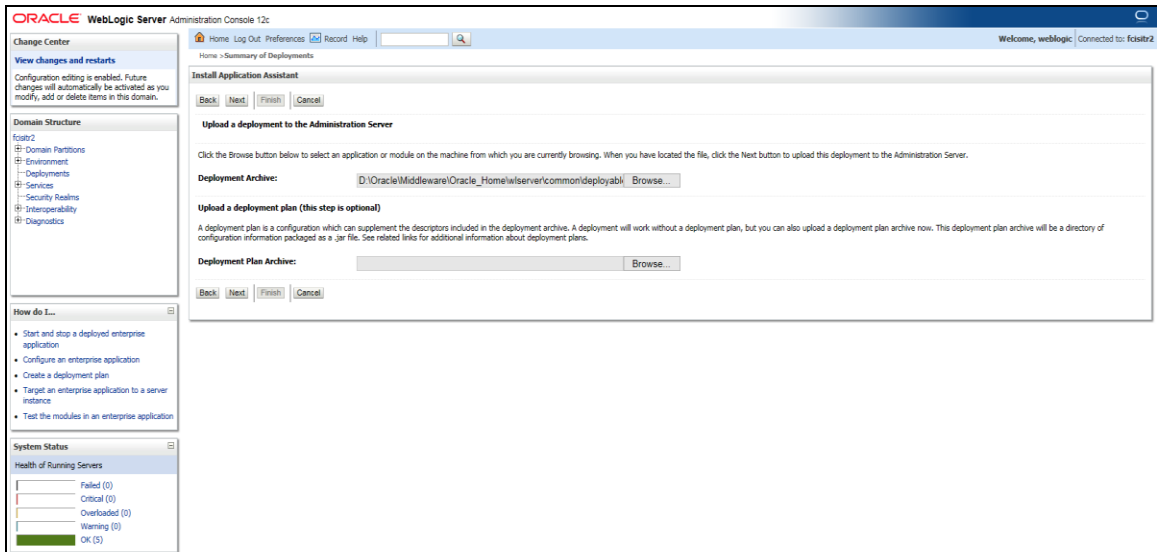 ORACLE WebLogic Server Administration Console 12c
Change Center
View changes and restarts
Configuration editing is enabled. Future
changes will automatically be activated as you
modify, add or delete items in this domain.
Domain Structure
fcisitr2
Domain Partitions
Environment
Deployments
Services
Security Realms
Interoperability
Diagnostics
How do I...
Start and stop a deployed enterprise
application
Configure an enterprise application
Create a deployment plan
Target an enterprise application to a server
instance
Test the modules in an enterprise application
System Status
Health of Running Servers
Failed (0)
Critical (0)
Overloaded (0)
Warning (0)
OK (5)
Home Log Out Preferences Record Help
Welcome, weblogic Connected to: fcisitr2
Home >Summary of Deployments
Install Application Assistant
Back Next Finish Cancel
Upload a deployment to the Administration Server
Click the Browse button below to select an application or module on the machine from which you are currently browsing. When you have located the file, click the Next button to upload this deployment to the Administration Server.
Deployment Archive: D:\Oracle\Middleware\Oracle_Home\wlserver\common\deployabl Browse...
Upload a deployment plan (this step is optional)
A deployment plan is a configuration which can supplement the descriptors included in the deployment archive. A deployment will work without a deployment plan, but you can also upload a deployment plan archive now. This deployment plan archive will be a directory of
configuration information packaged as a .jar file. See related links for additional information about deployment plans.
Deployment Plan Archive: Browse...
Back Next Finish Cancel